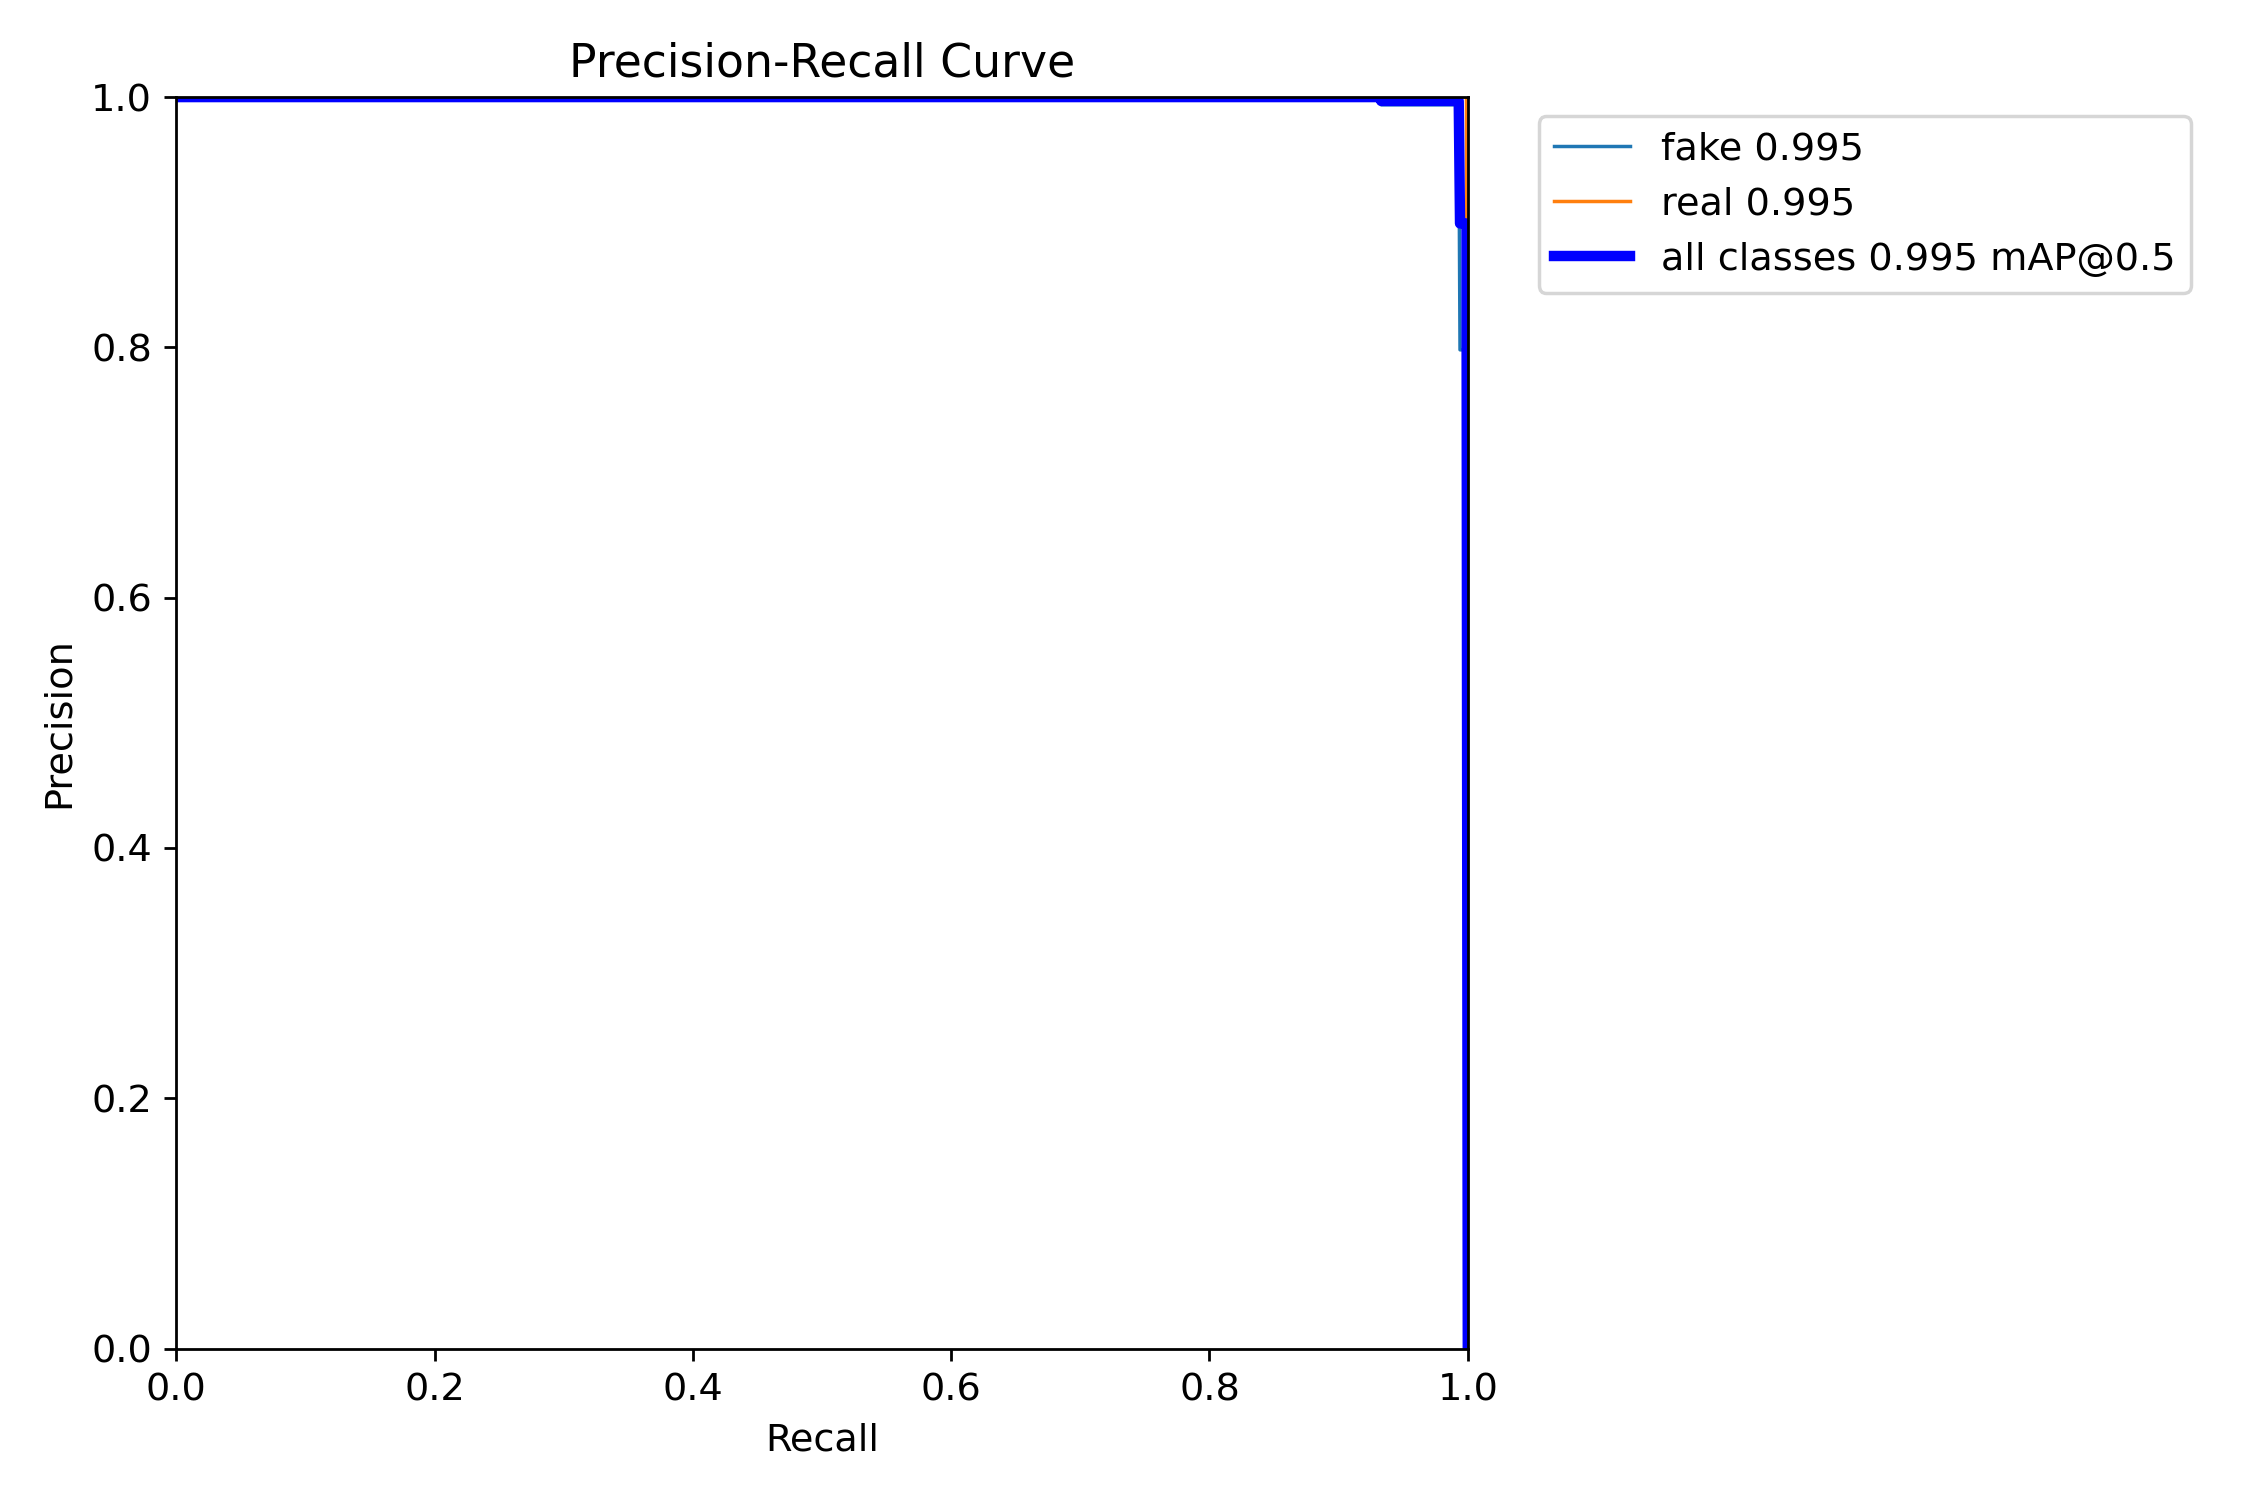 Precision-Recall Curve
1.0
0.8
0.6
0.4
0.2
0.0
Precision
0.0 0.2 0.4 0.6 0.8 1.0
Recall
fake 0.995
real 0.995
all classes 0.995 mAP@0.5